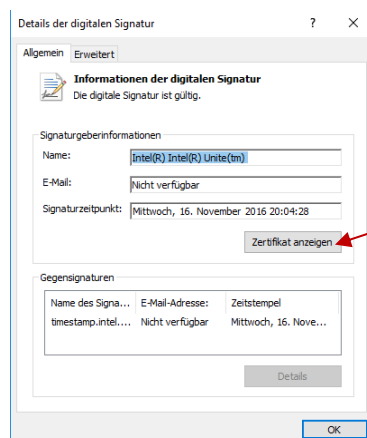 Details der digitalen Signatur ? ×
Allgemein Erweitert
Informationen der digitalen Signatur
Die digitale Signatur ist gültig.
Signaturgeberinformationen
Name: Intel(R) Intel(R) Unite(tm)
E-Mail: Nicht verfügbar
Signaturzeitpunkt: Mittwoch, 16. November 2016 20:04:28
Zertifikat anzeigen
Gegensignaturen
Name des Signa... E-Mail-Adresse: Zeitstempel
timestamp.intel.... Nicht verfügbar Mittwoch, 16. Nove...
Details
OK